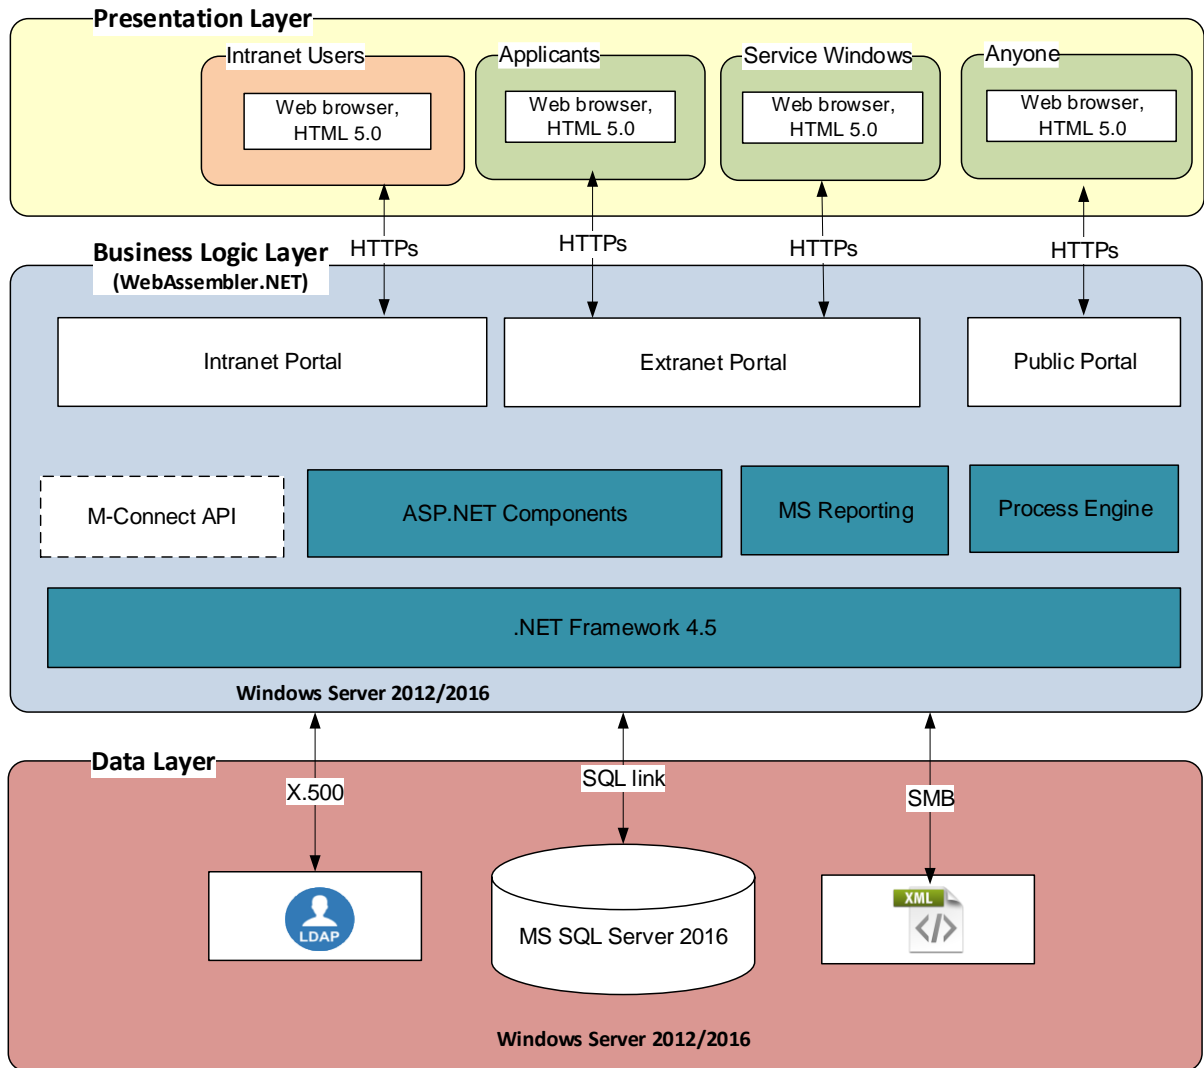 Presentation Layer
Intranet Users
Applicants
Service Windows
Anyone
Web browser,
HTML 5.0
Web browser,
HTML 5.0
Web browser,
HTML 5.0
Web browser,
HTML 5.0
HTTPs
HTTPs
HTTPs
HTTPs
Business Logic Layer
(WebAssembler.NET)
Intranet Portal
Extranet Portal
Public Portal
M-Connect API
ASP.NET Components
MS Reporting
Process Engine
.NET Framework 4.5
Windows Server 2012/2016
Data Layer
X.500
SQL link
SMB
LDAP
MS SQL Server 2016
XML
</>
Windows Server 2012/2016